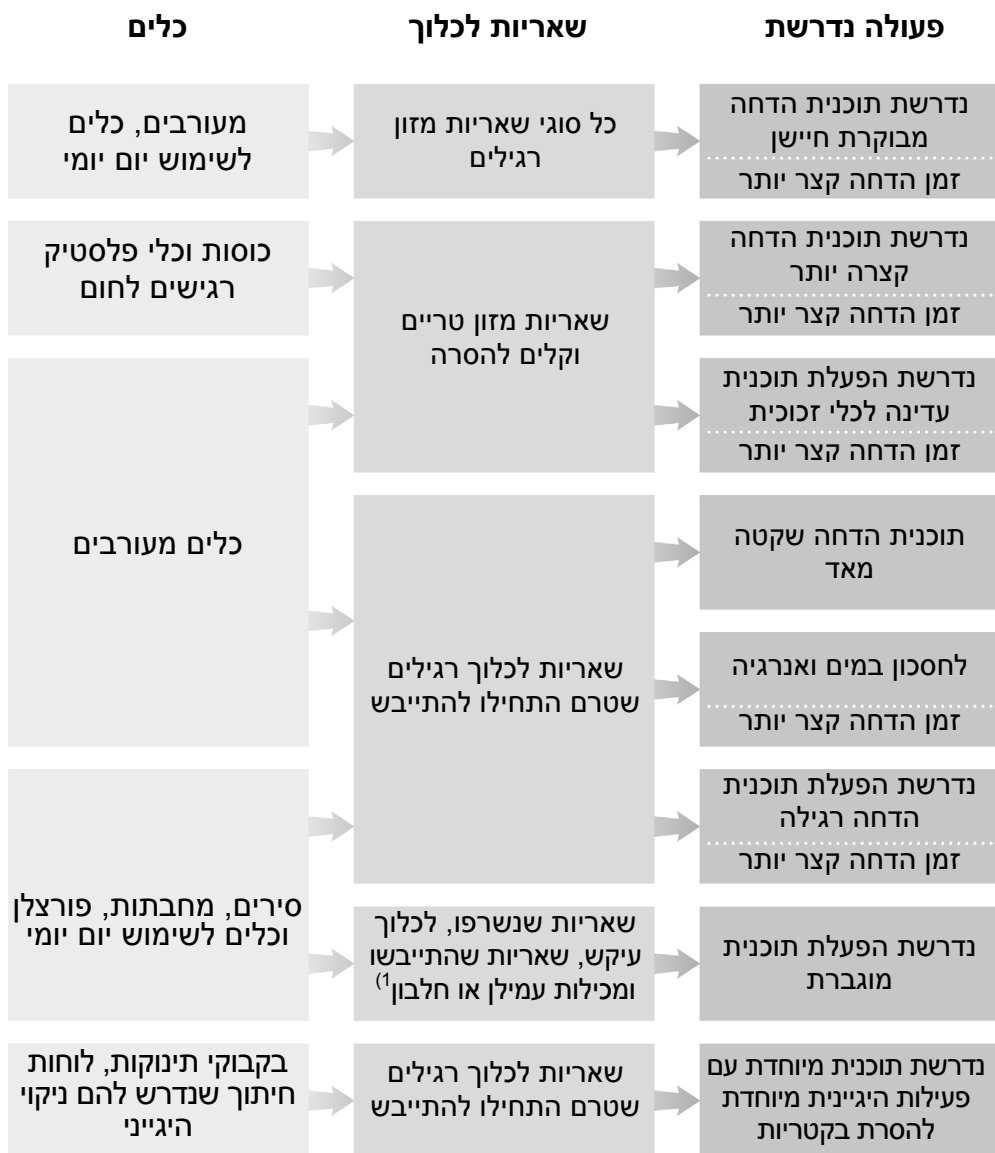 כלים
שאריות לכלוך
פעולה נדרשת
מעורבים, כלים
לשימוש יום יומי
כל סוגי שאריות מזון
רגילים
נדרשת תוכנית הדחה
מבוקרת חיישן
זמן הדחה קצר יותר
כוסות וכלי פלסטיק
רגישים לחום
שאריות מזון טריים
וקלים להסרה
נדרשת תוכנית הדחה
קצרה יותר
זמן הדחה קצר יותר
נדרשת הפעלת תוכנית
עדינה לכלי זכוכית
זמן הדחה קצר יותר
כלים מעורבים
שאריות לכלוך רגילים
שטרם התחילו להתייבש
תוכנית הדחה שקטה
מאד
לחסכון במים ואנרגיה
זמן הדחה קצר יותר
נדרשת הפעלת תוכנית
הדחה רגילה
זמן הדחה קצר יותר
סירים, מחבתות, פורצלן
וכלים לשימוש יום יומי
שאריות שנשרפו, לכלוך
עיקש, שאריות שהתייבשו
ומכילות עמילן או חלבון(1
נדרשת הפעלת תוכנית
מוגברת
בקבוקי תינוקות, לוחות
חיתוך שנדרש להם ניקוי
היגייני
שאריות לכלוך רגילים
שטרם התחילו להתייבש
נדרשת תוכנית מיוחדת עם
פעילות היגיינית מיוחדת
להסרת בקטריות